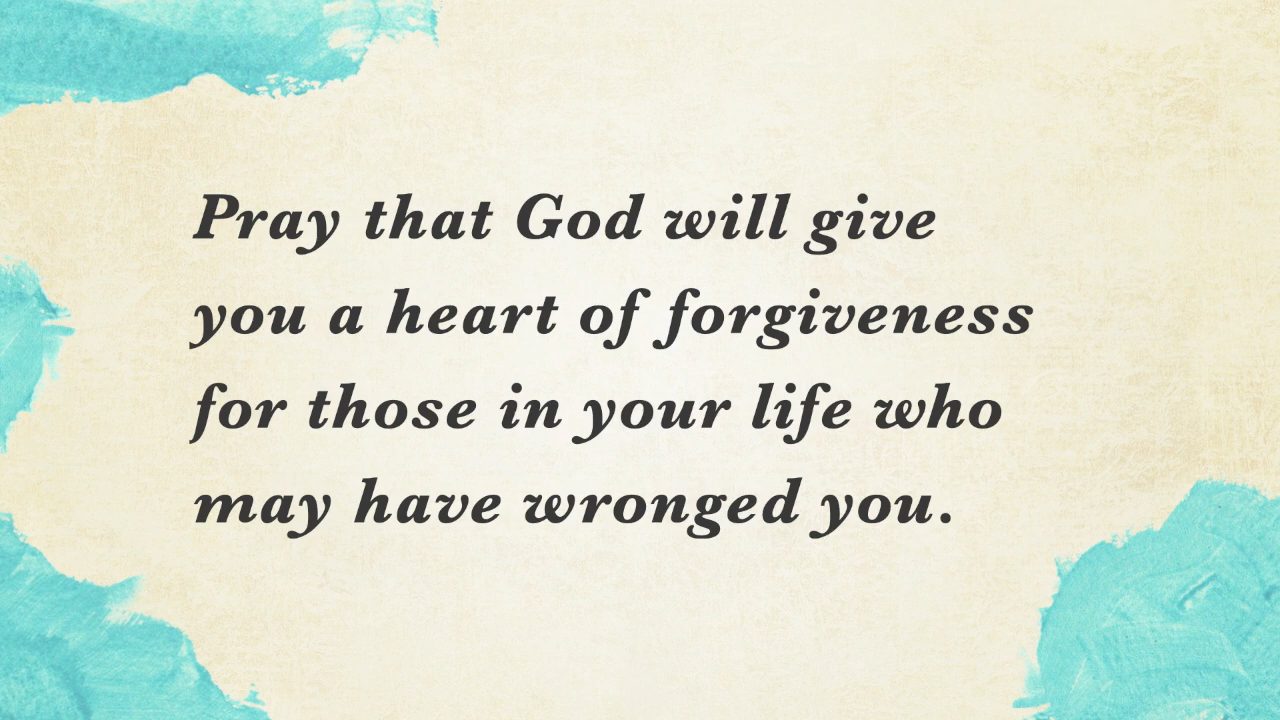 Pray that God will give
you a heart of forgiveness
for those in your life who
may have wronged you.